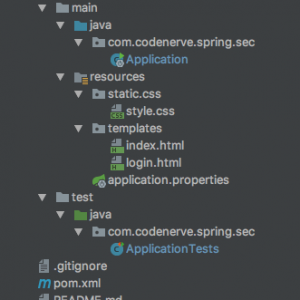 main
java
com.codenerve.spring.sec
Application
resources
static.css
style.css
templates
index.html
login.html
application.properties
test
java
com.codenerve.spring.sec
ApplicationTests
.gitignore
pom.xml
README.md